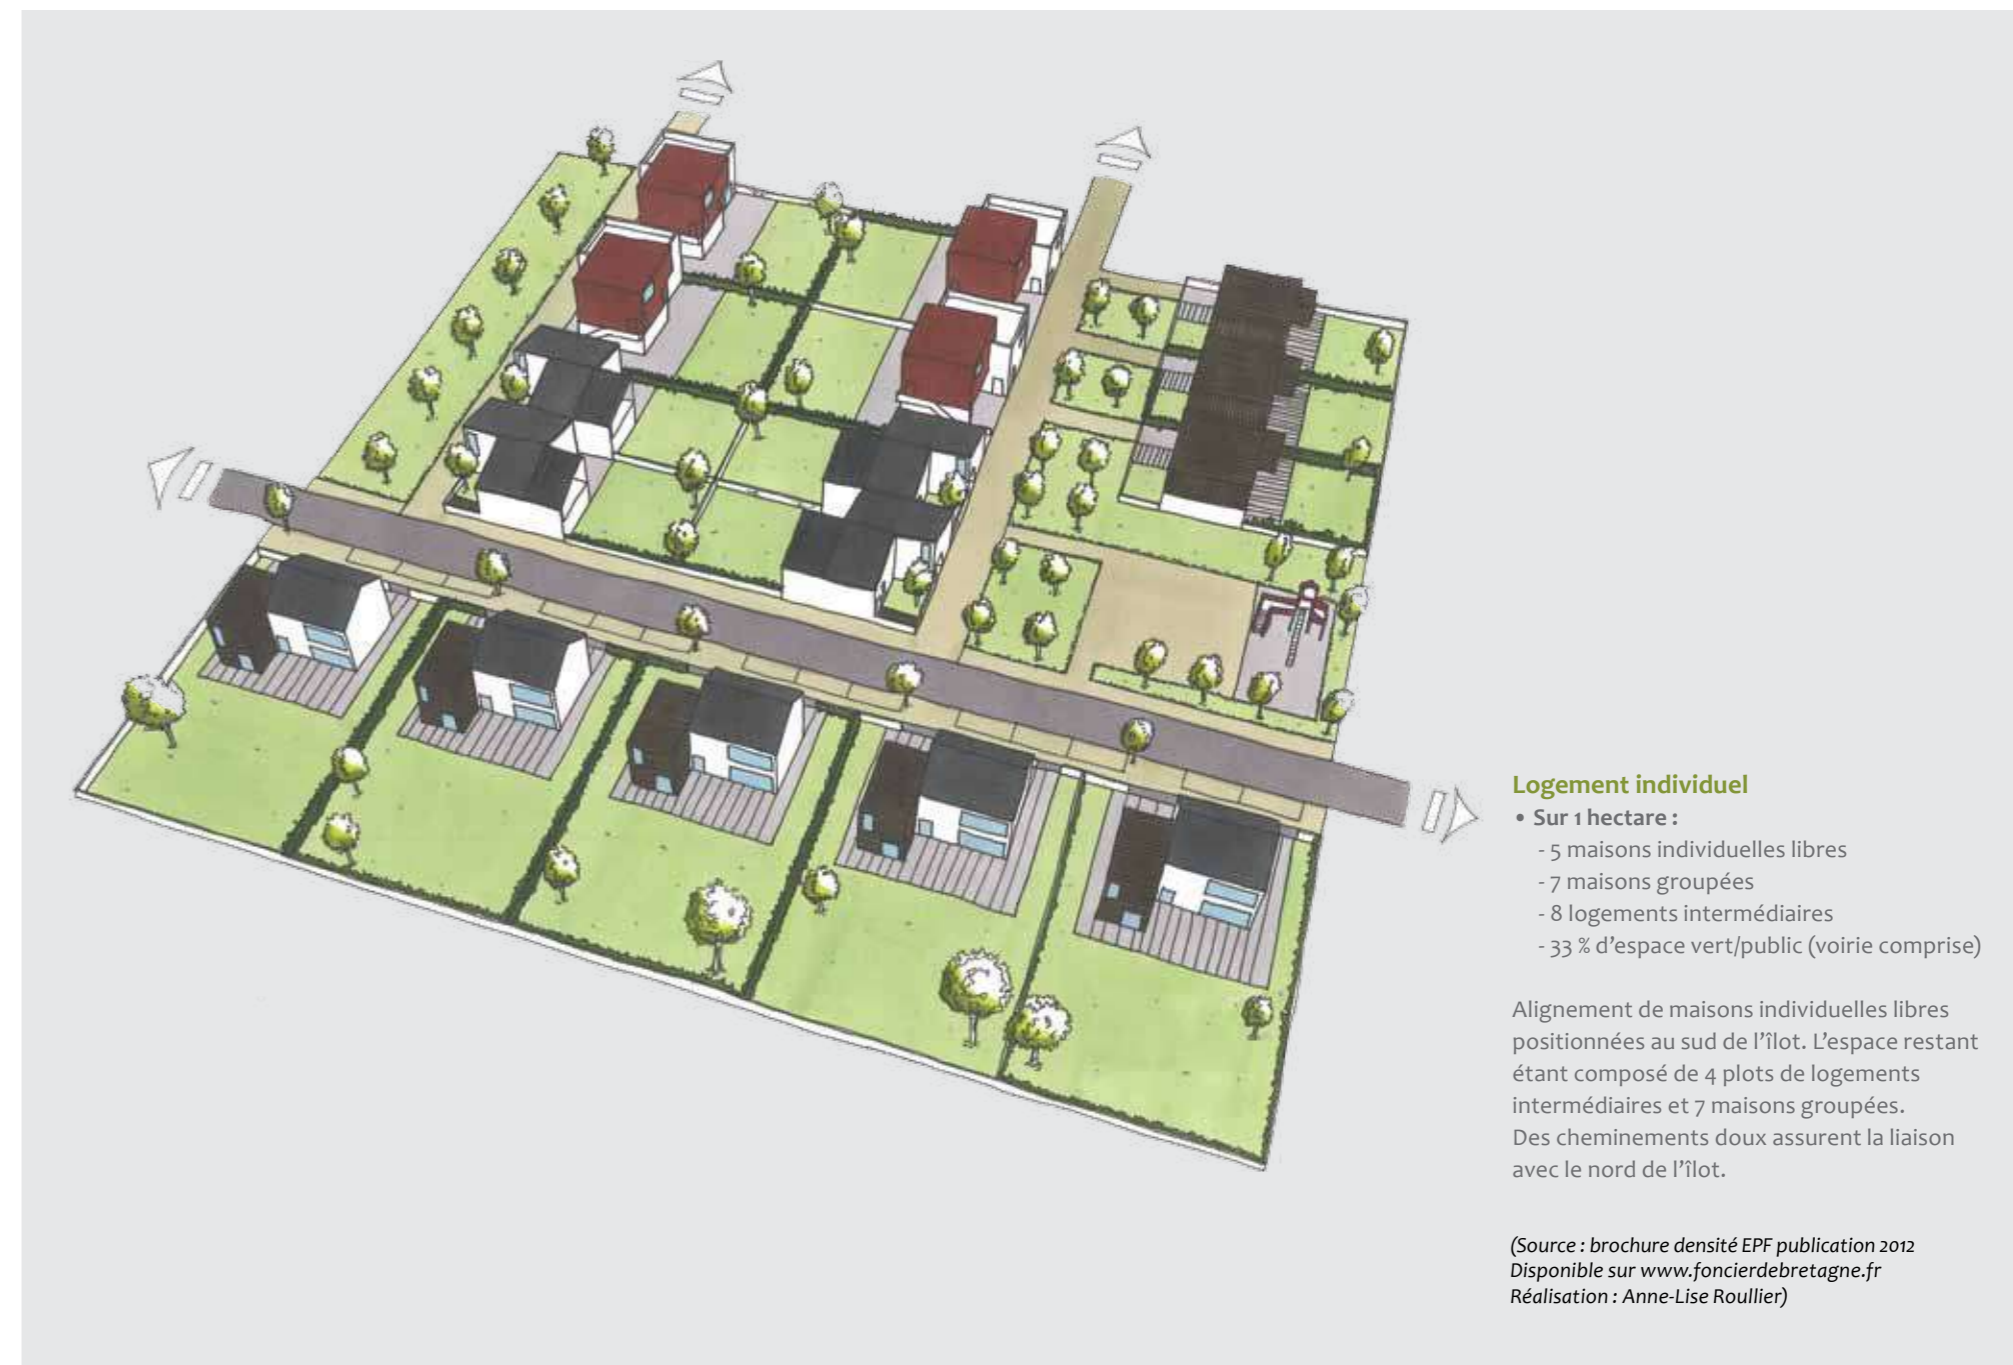 Logement individuel
• Sur 1 hectare :
- 5 maisons individuelles libres
- 7 maisons groupées
- 8 logements intermédiaires
- 33 % d'espace vert/public (voirie comprise)
Alignement de maisons individuelles libres
positionnées au sud de l'îlot. L'espace restant
étant composé de 4 plots de logements
intermédiaires et 7 maisons groupées.
Des cheminements doux assurent la liaison
avec le nord de l'îlot.
(Source : brochure densité EPF publication 2012
Disponible sur www.foncierdebretagne.fr
Réalisation : Anne-Lise Roullier)